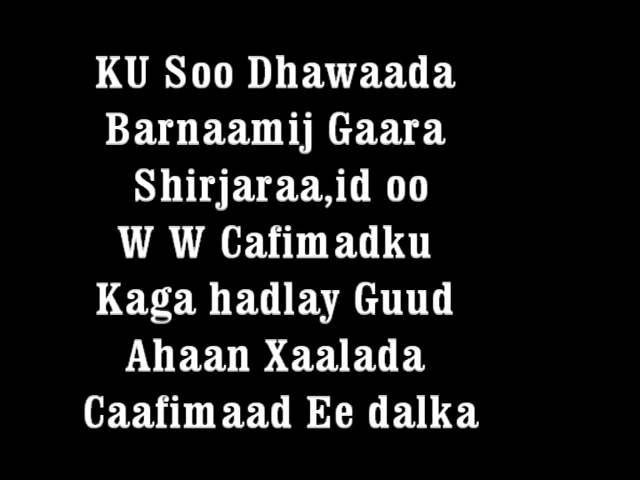 KU Soo Dhawaada
Barnaamij Gaara
Shirjaraa,id oo
W W Cafimadku
Kaga hadlay Guud
Ahaan Xaalada
Caafimaad Ee dalka